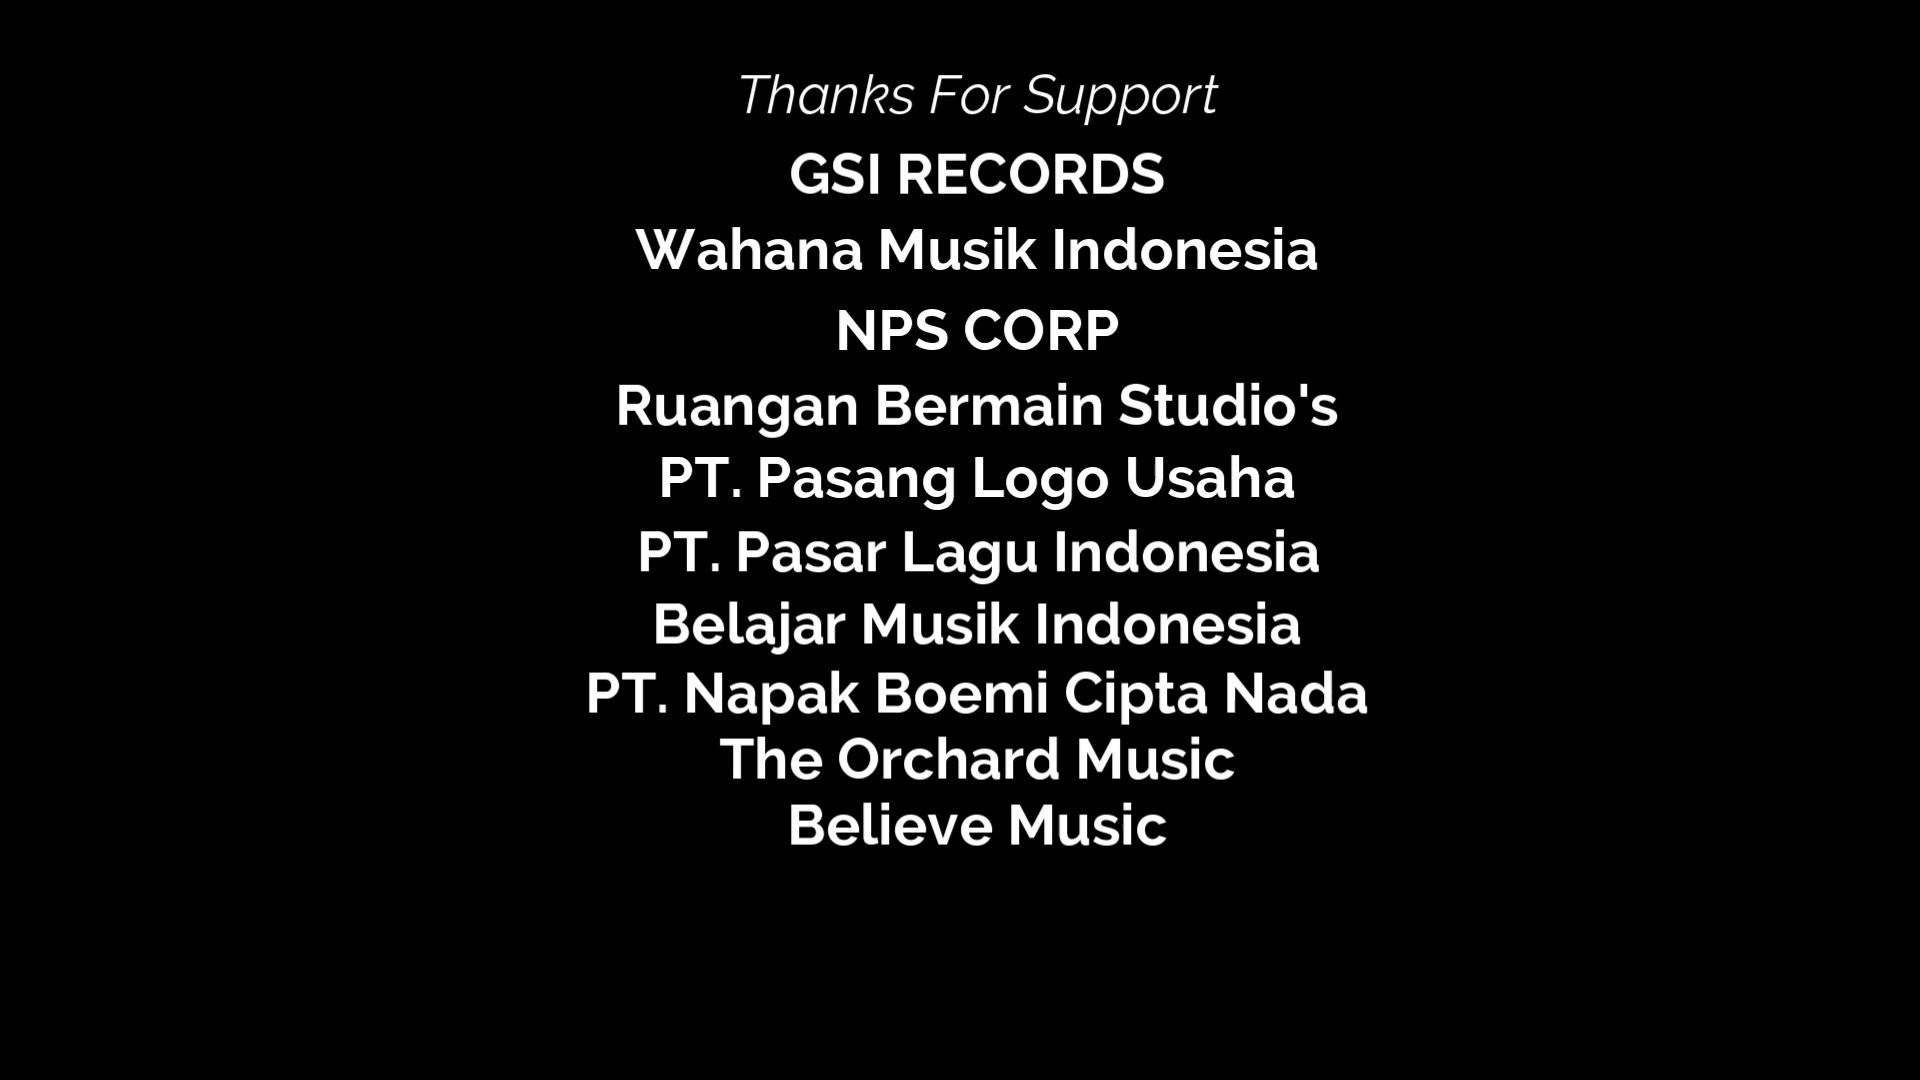 Thanks For Support
GSI RECORDS
Wahana Musik Indonesia
NPS CORP
Ruangan Bermain Studio's
PT. Pasang Logo Usaha
PT. Pasar Lagu Indonesia
Belajar Musik Indonesia
PT. Napak Boemi Cipta Nada
The Orchard Music
Believe Music